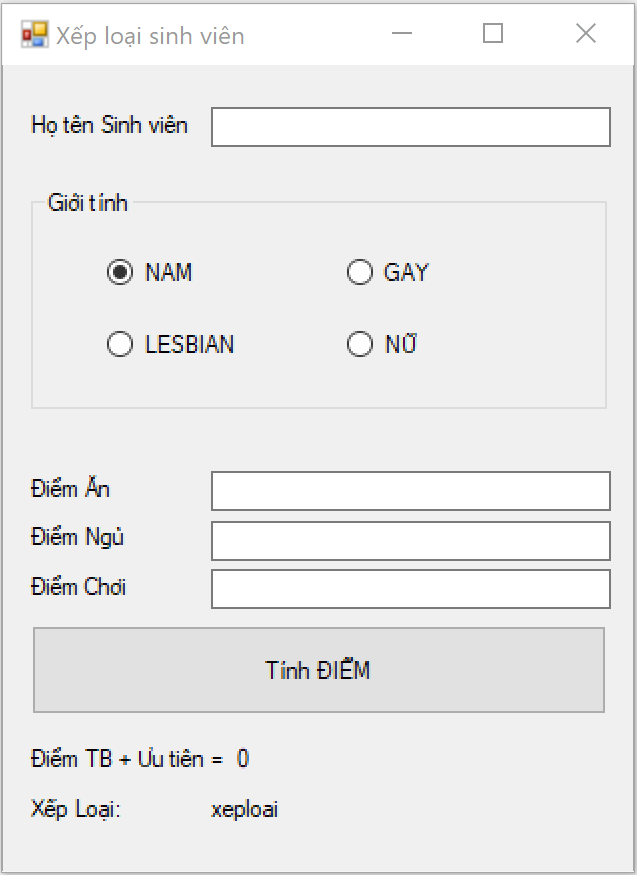 Xếp loại sinh viên
Họ tên Sinh viên
Giới tính
NAM GAY
LESBIAN NỮ
Điểm Ăn
Điểm Ngủ
Điểm Chơi
Tính ĐIỂM
Điểm TB + Ưu tiên = 0
Xếp Loại: xeploai